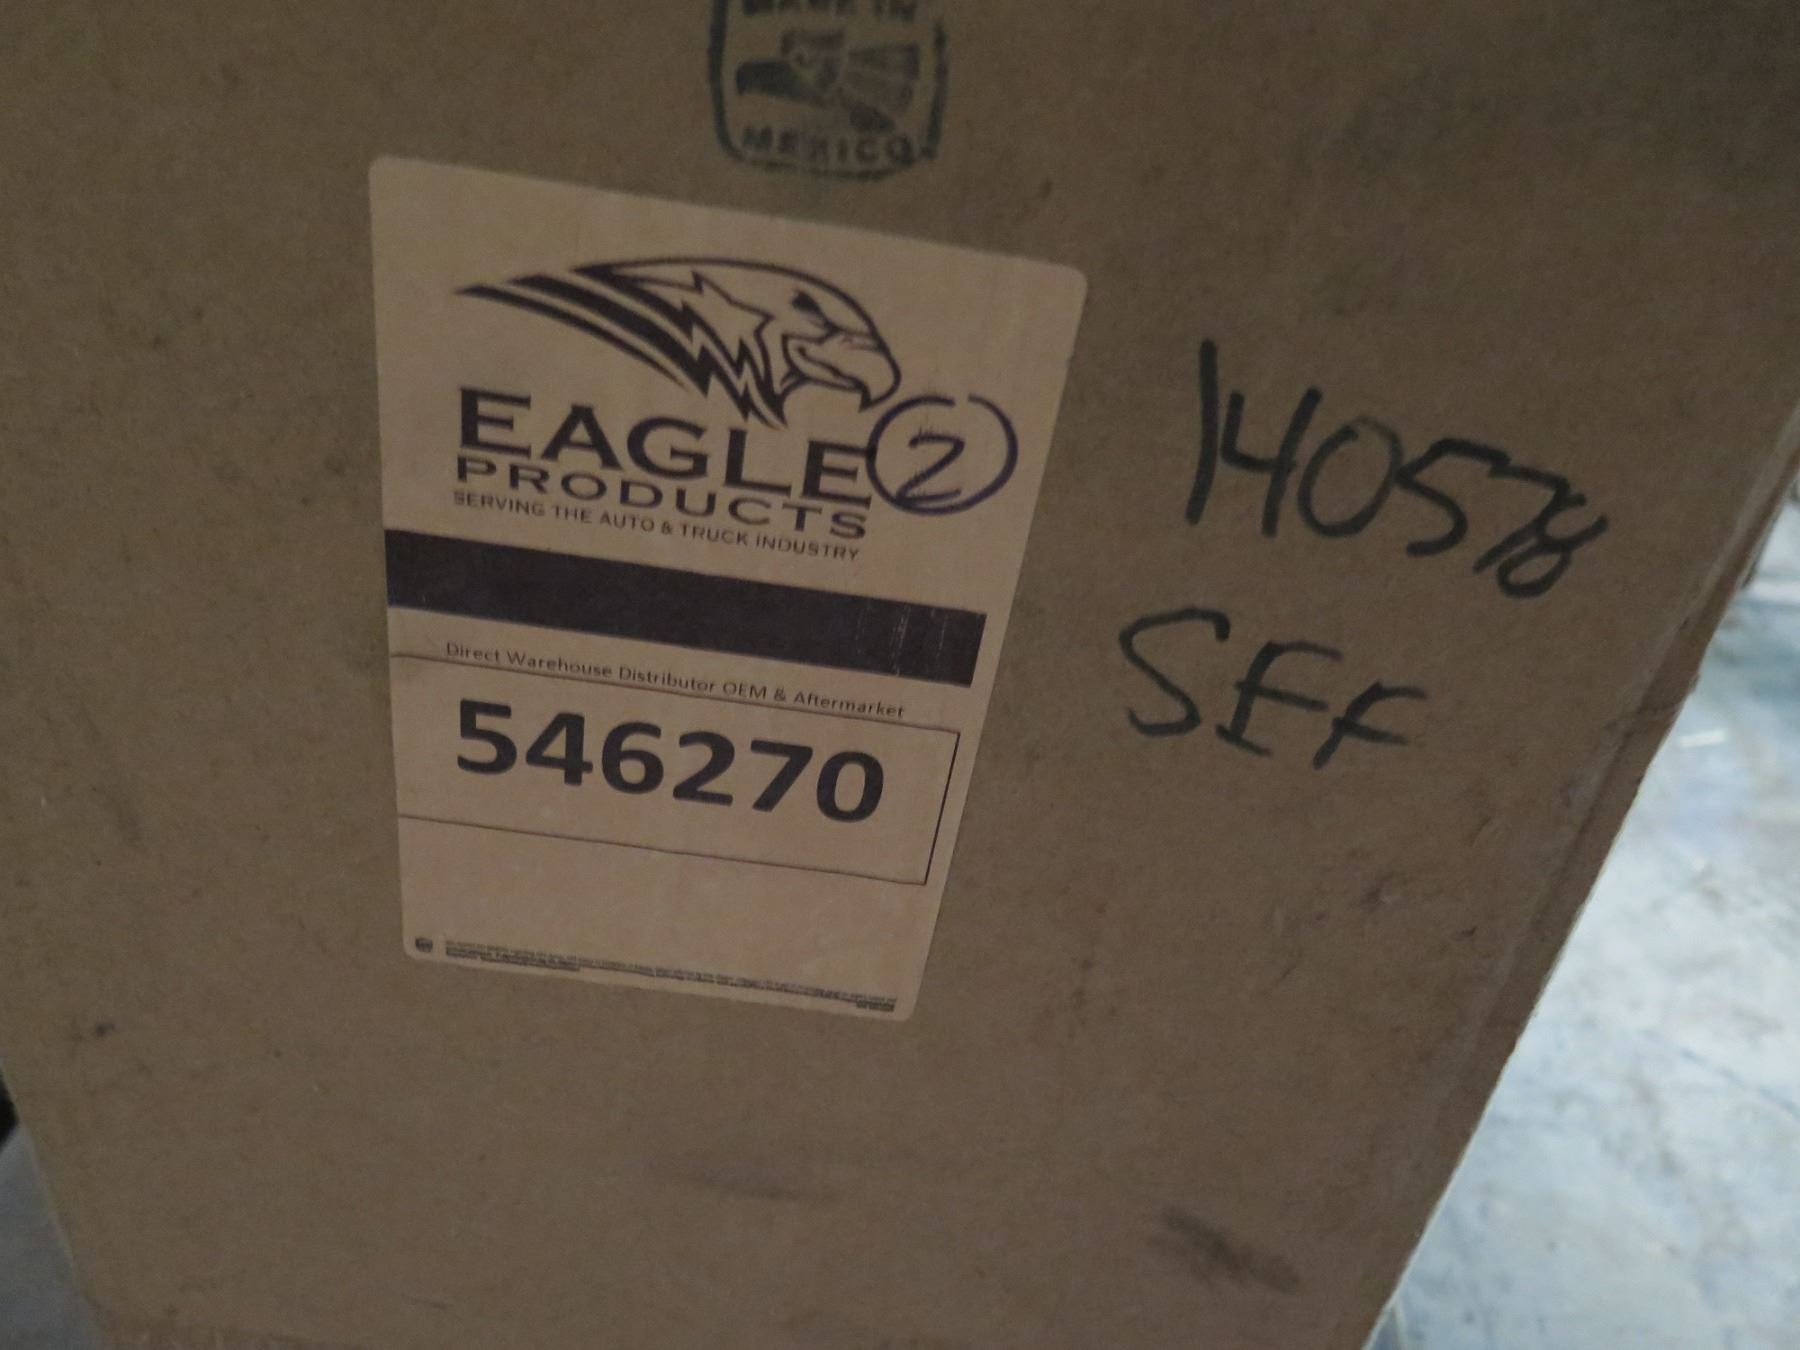 MADE IN
MEXICO
EAGLE
PRODUCTS
2
SERVING THE AUTO & TRUCK INDUSTRY
Direct Warehouse Distributor OEM & Aftermarket
546270
140578
SFF